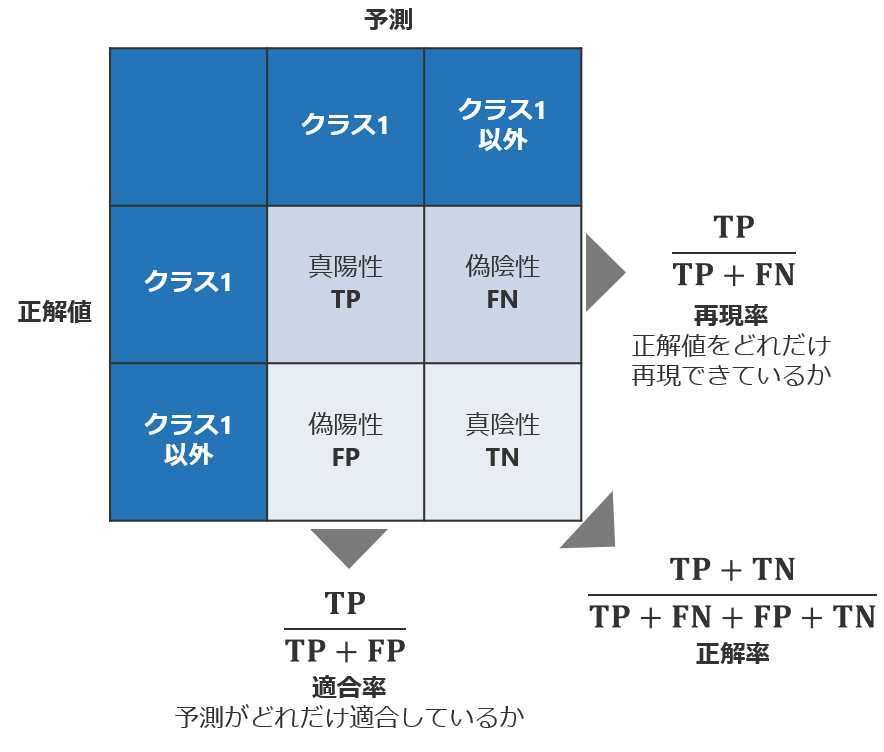 予測
クラス1
クラス1
以外
正解値
クラス1
真陽性
TP
偽陰性
FN
クラス1
以外
偽陽性
FP
真陰性
TN
TP
TP + FN
再現率
正解値をどれだけ
再現できているか
TP + TN
TP + FN + FP + TN
正解率
TP
TP + FP
適合率
予測がどれだけ適合しているか